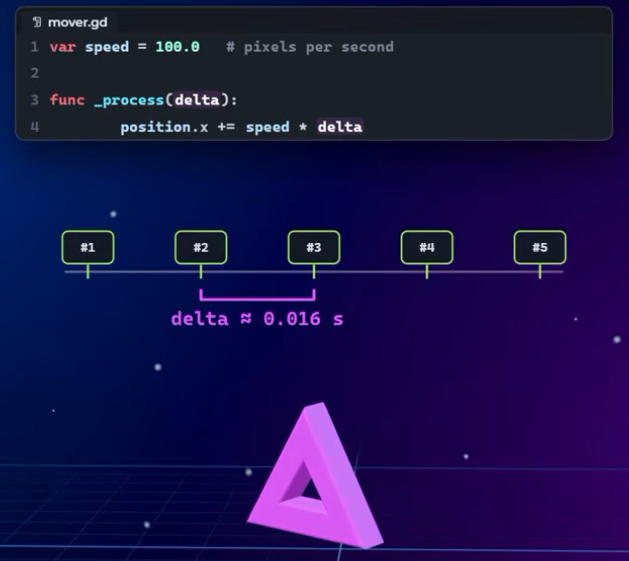 mover.gd
1 var speed = 100.0 # pixels per second
2
3 func _process(delta):
4 position.x += speed * delta
#1 #2 #3 #4 #5
delta ≈ 0.016 s